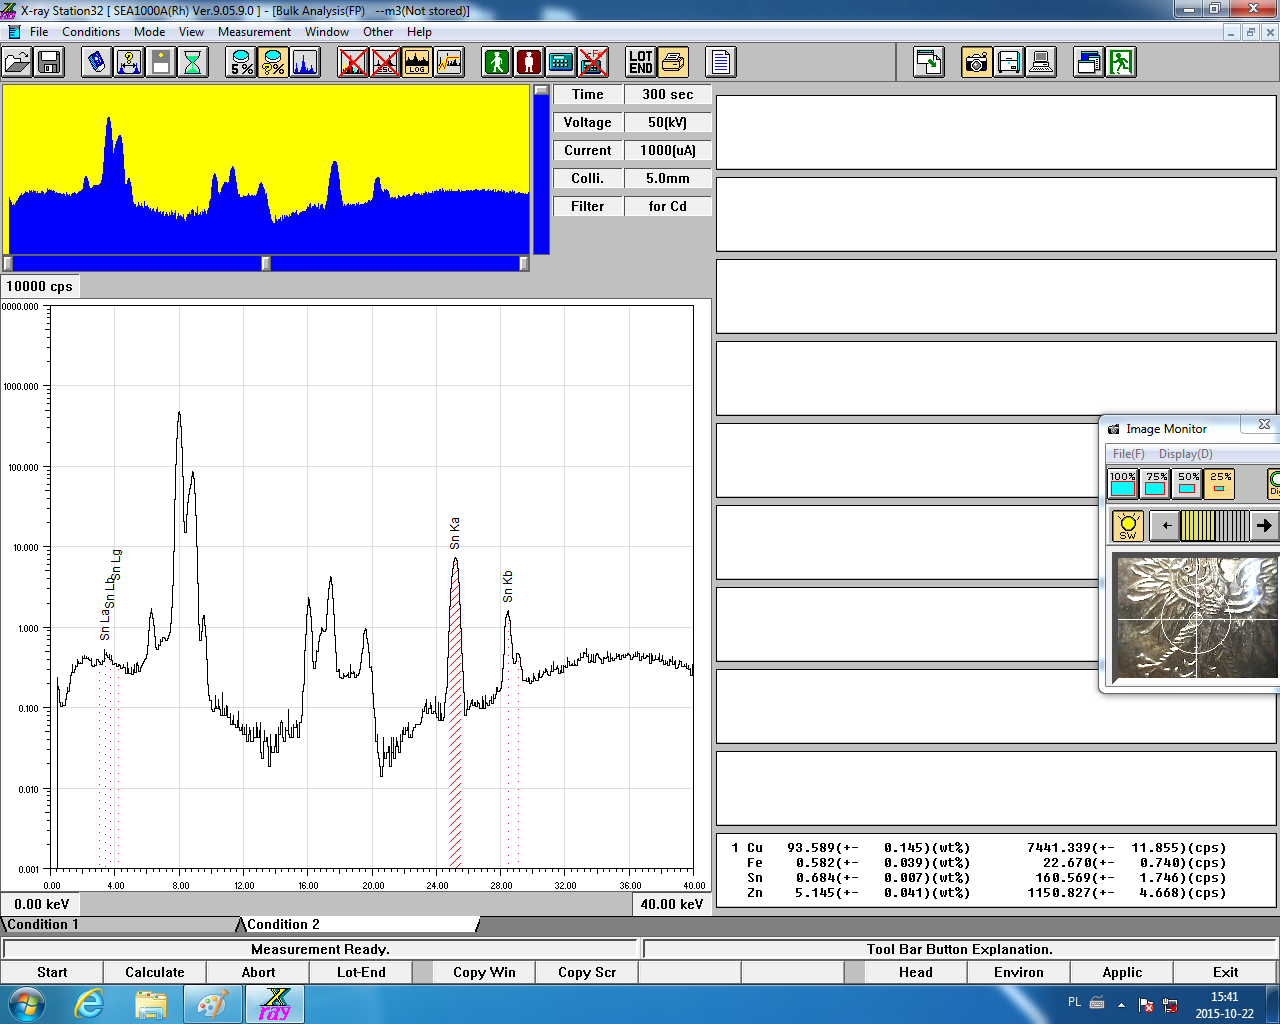 X-ray Station32 [ SEA1000A(Rh) Ver.9.05.9.0 ] - [Bulk Analysis(FP) --m3(Not stored)]
File Conditions Mode View Measurement Window Other Help
5% ?% LOG LOT END
Time 300 sec
Voltage 50(kV)
Current 1000(uA)
Colli. 5.0mm
Filter for Cd
10000 cps
0000.000
1000.000
100.000
10.000
1.000
0.100
0.010
0.001
Sn La
Sn Lb
Sn Lg
Sn Ka
Sn Kb
0.00 4.00 8.00 12.00 16.00 20.00 24.00 28.00 32.00 36.00 40.00
0.00 keV 40.00 keV
Condition 1 Condition 2
Image Monitor
File(F) Display(D)
100% 75% 50% 25%
SW
1 Cu 93.589(+- 0.145)(wt%) 7441.339(+- 11.855)(cps)
Fe 0.582(+- 0.039)(wt%) 22.670(+- 0.740)(cps)
Sn 0.684(+- 0.007)(wt%) 160.569(+- 1.746)(cps)
Zn 5.145(+- 0.041)(wt%) 1150.827(+- 4.668)(cps)
Measurement Ready. Tool Bar Button Explanation.
Start Calculate Abort Lot-End Copy Win Copy Scr Head Environ Applic Exit
X ray
PL
15:41
2015-10-22